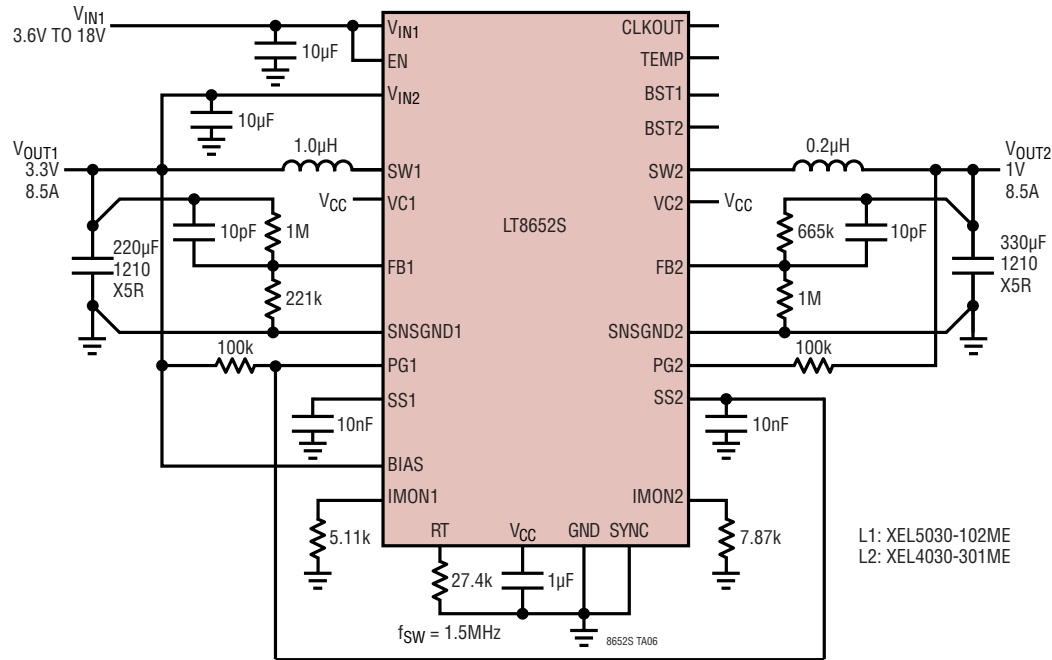 VIN1
3.6V TO 18V
10µF
VIN1
EN
VIN2
10µF
VOUT1
3.3V
8.5A
1.0µH
SW1
VCC
VC1
10pF
1M
220µF
1210
X5R
FB1
221k
SNSGND1
100k
PG1
SS1
10nF
BIAS
IMON1
5.11k
LT8652S
CLKOUT
TEMP
BST1
BST2
SW2
0.2µH
VOUT2
1V
8.5A
VC2
VCC
665k
10pF
330µF
1210
X5R
FB2
1M
SNSGND2
PG2
100k
SS2
10nF
IMON2
7.87k
RT
VCC
GND
SYNC
27.4k
1µF
fSW = 1.5MHz
8652S TA06
L1: XEL5030-102ME
L2: XEL4030-301ME